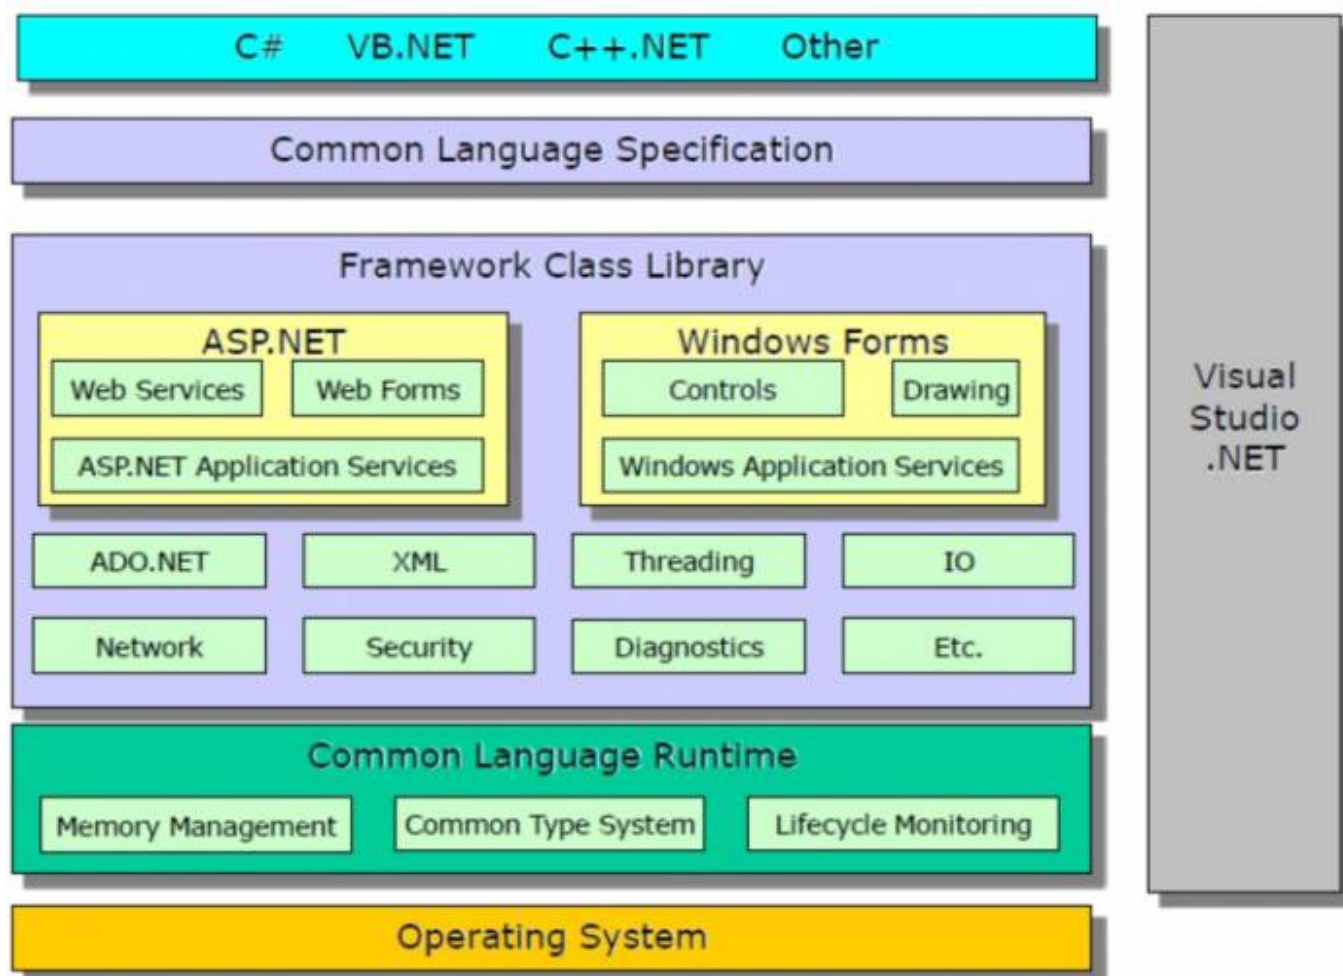 C# VB.NET C++.NET Other
Common Language Specification
Framework Class Library
ASP.NET
Web Services Web Forms
ASP.NET Application Services
Windows Forms
Controls Drawing
Windows Application Services
ADO.NET XML Threading IO
Network Security Diagnostics Etc.
Common Language Runtime
Memory Management Common Type System Lifecycle Monitoring
Operating System
Visual
Studio
.NET